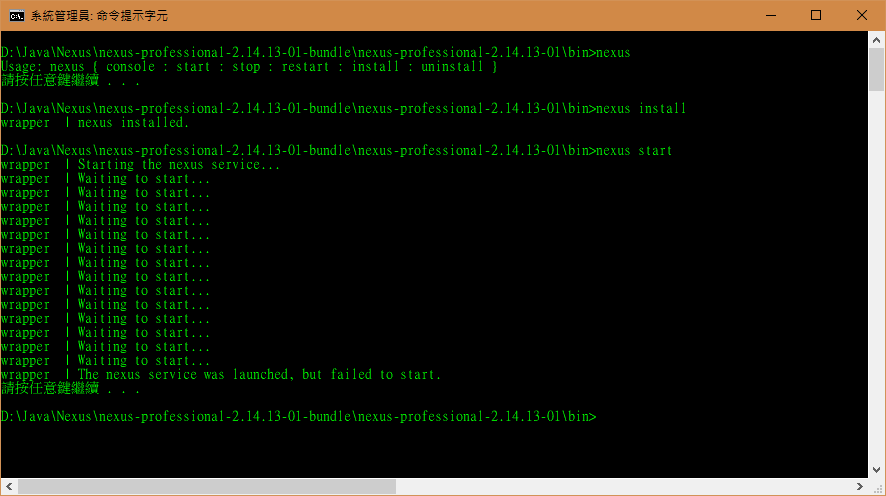 系統管理員: 命令提示字元
D:\Java\Nexus\nexus-professional-2.14.13-01-bundle\nexus-professional-2.14.13-01\bin>nexus
Usage: nexus { console : start : stop : restart : install : uninstall }
請按任意鍵繼續 . . .
D:\Java\Nexus\nexus-professional-2.14.13-01-bundle\nexus-professional-2.14.13-01\bin>nexus install
wrapper  | nexus installed.
D:\Java\Nexus\nexus-professional-2.14.13-01-bundle\nexus-professional-2.14.13-01\bin>nexus start
wrapper  | Starting the nexus service...
wrapper  | Waiting to start...
wrapper  | Waiting to start...
wrapper  | Waiting to start...
wrapper  | Waiting to start...
wrapper  | Waiting to start...
wrapper  | Waiting to start...
wrapper  | Waiting to start...
wrapper  | Waiting to start...
wrapper  | Waiting to start...
wrapper  | Waiting to start...
wrapper  | Waiting to start...
wrapper  | Waiting to start...
wrapper  | Waiting to start...
wrapper  | Waiting to start...
wrapper  | The nexus service was launched, but failed to start.
請按任意鍵繼續 . . .
D:\Java\Nexus\nexus-professional-2.14.13-01-bundle\nexus-professional-2.14.13-01\bin>